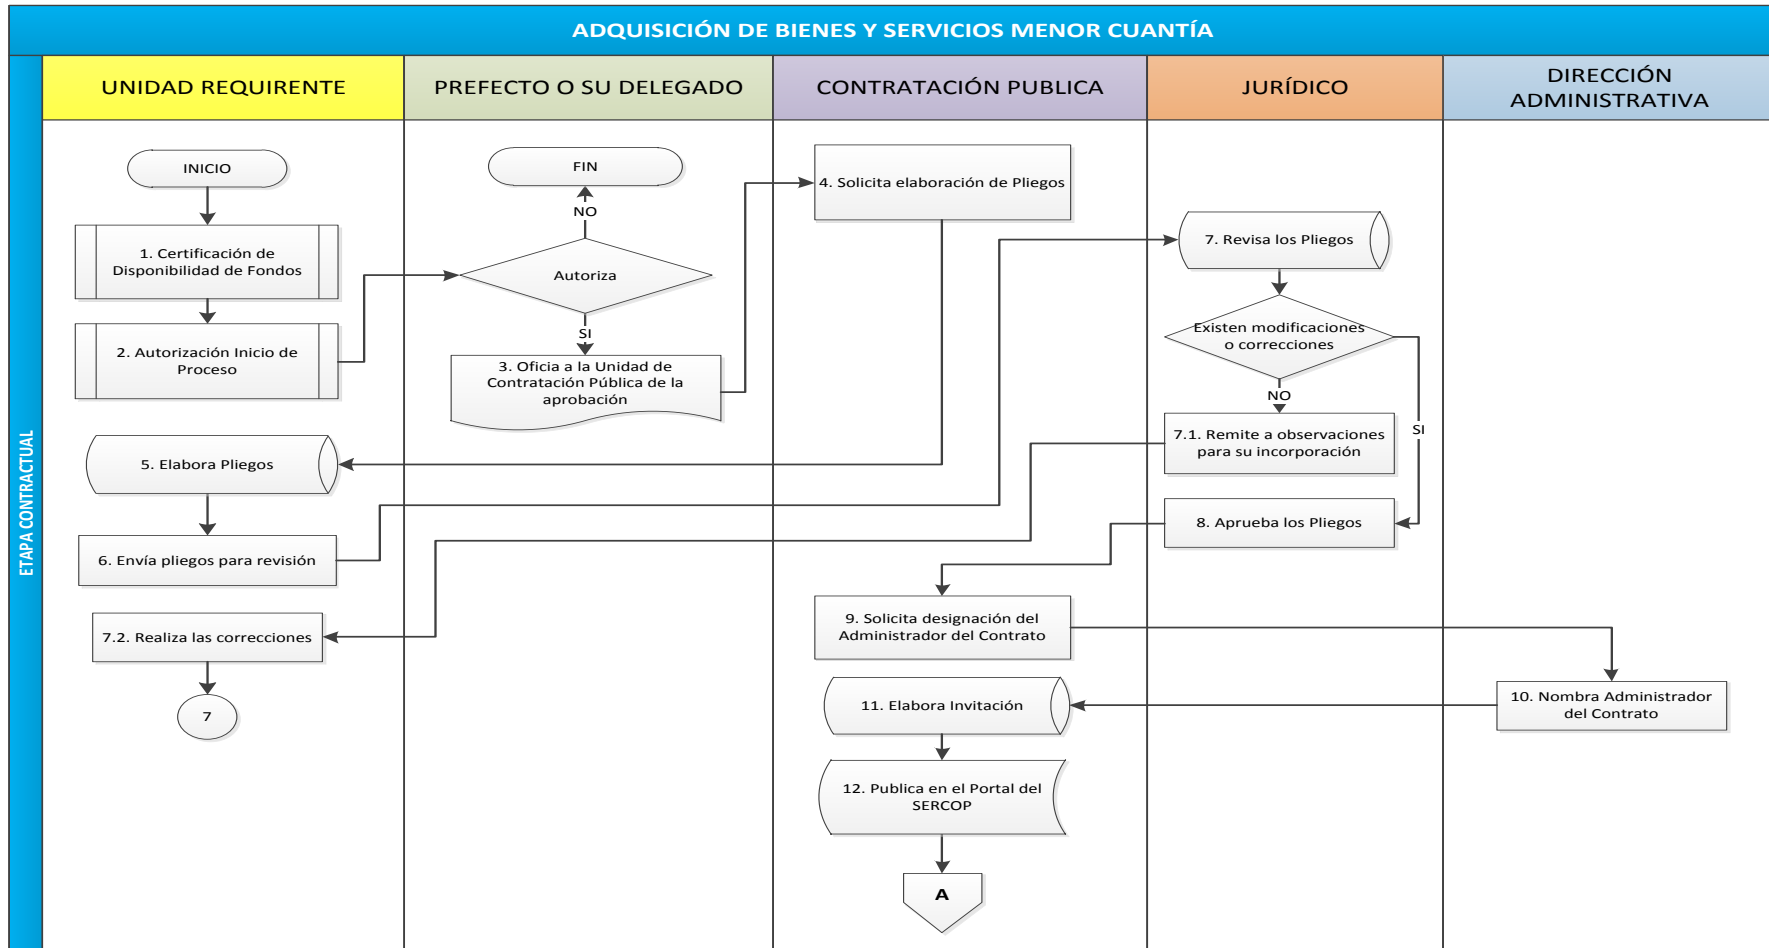 ADQUISICIÓN DE BIENES Y SERVICIOS MENOR CUANTÍA
ETAPA CONTRACTUAL
UNIDAD REQUIRENTE
PREFECTO O SU DELEGADO
CONTRATACIÓN PUBLICA
JURÍDICO
DIRECCIÓN
ADMINISTRATIVA
INICIO
1. Certificación de
Disponibilidad de Fondos
2. Autorización Inicio de
Proceso
FIN
NO
Autoriza
SI
3. Oficia a la Unidad de
Contratación Pública de la
aprobación
4. Solicita elaboración de Pliegos
5. Elabora Pliegos
6. Envía pliegos para revisión
7. Revisa los Pliegos
Existen modificaciones
o correcciones
NO
SI
7.1. Remite a observaciones
para su incorporación
7.2. Realiza las correcciones
7
8. Aprueba los Pliegos
9. Solicita designación del
Administrador del Contrato
10. Nombra Administrador
del Contrato
11. Elabora Invitación
12. Publica en el Portal del
SERCOP
A